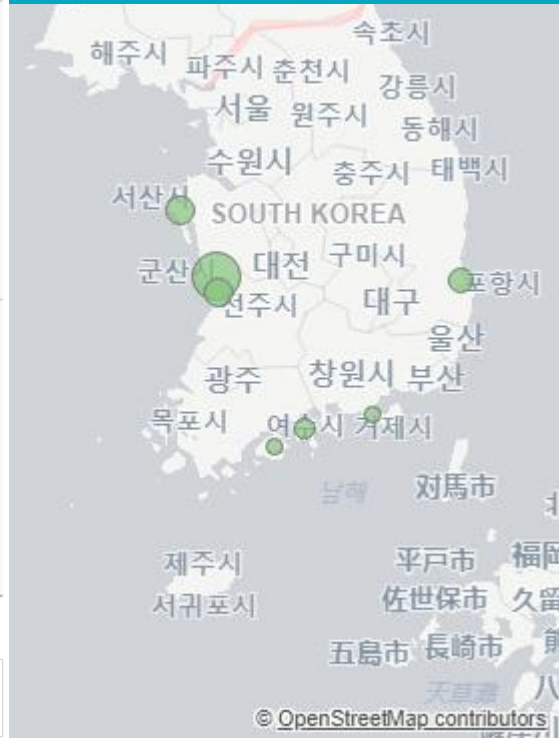 속초시
해주시
파주시 춘천시
강릉시
서울 원주시
동해시
수원시
충주시 태백시
서산시
SOUTH KOREA
군산시 대전 구미시
포항시
전주시 대구
울산
광주 창원시 부산
목포시 여수시 거제시
남해
対馬市
제주시
平戸市 福岡
서귀포시
佐世保市 久留
五島市 長崎市
天草灘 八
© OpenStreetMap contributors